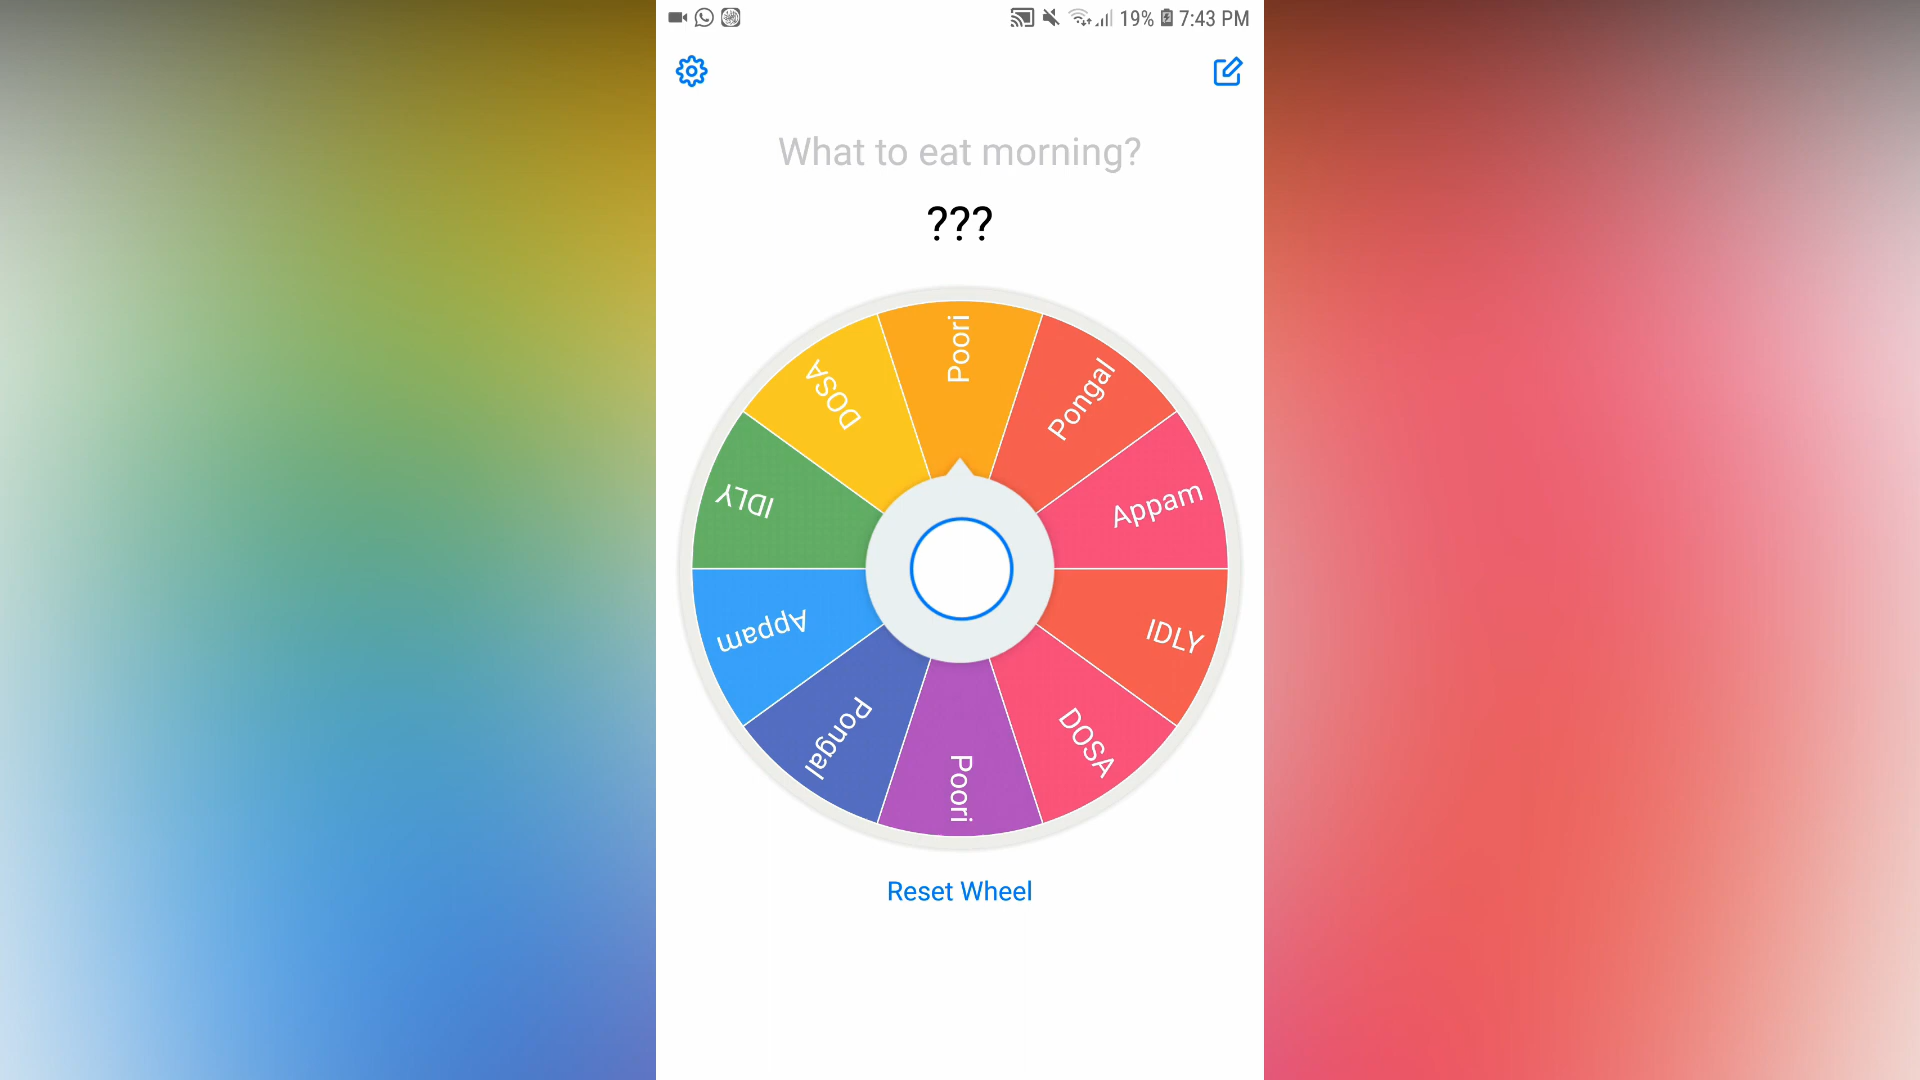 19% 7:43 PM
What to eat morning?
???
Poori
Pongal
Appam
IDLY
DOSA
Poori
Pongal
Appam
IDLY
DOSA
Reset Wheel